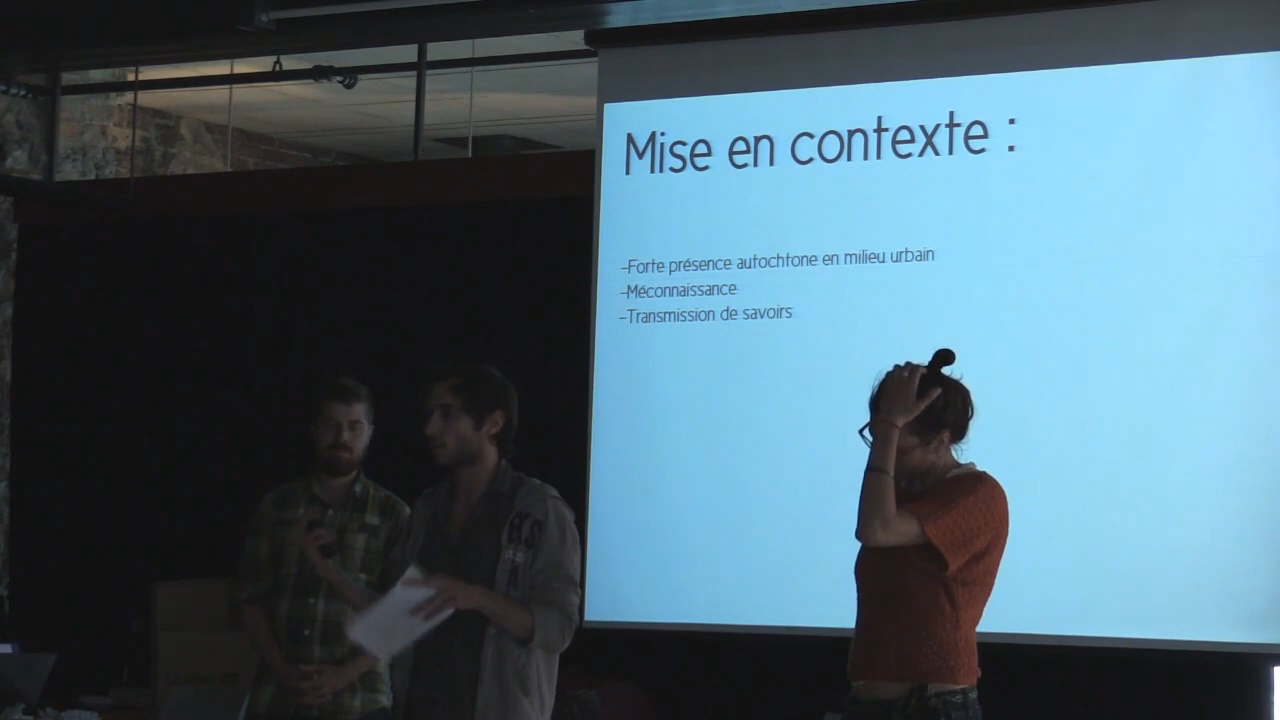 Mise en contexte :
-Forte présence autochtone en milieu urbain
-Méconnaissance
-Transmission de savoirs